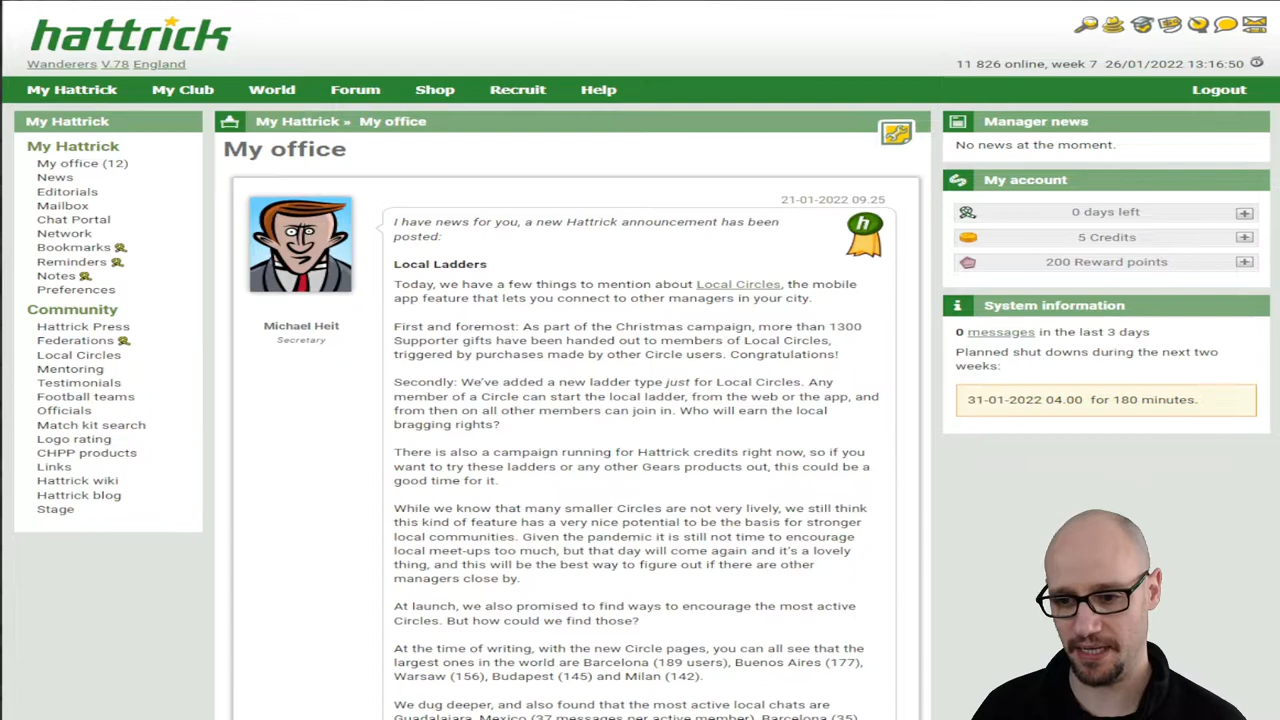 hattrick
Wanderers V.78 England
11 826 online, week 7 26/01/2022 13:16:50
My Hattrick My Club World Forum Shop Recruit Help Logout
My Hattrick
My Hattrick
My office (12)
News
Editorials
Mailbox
Chat Portal
Network
Bookmarks
Reminders
Notes
Preferences
Community
Hattrick Press
Federations
Local Circles
Mentoring
Testimonials
Football teams
Officials
Match kit search
Logo rating
CHPP products
Links
Hattrick wiki
Hattrick blog
Stage
My Hattrick » My office
My office
21-01-2022 09.25
Michael Heit
Secretary
I have news for you, a new Hattrick announcement has been
posted:
h
Local Ladders
Today, we have a few things to mention about Local Circles, the mobile
app feature that lets you connect to other managers in your city.
First and foremost: As part of the Christmas campaign, more than 1300
Supporter gifts have been handed out to members of Local Circles,
triggered by purchases made by other Circle users. Congratulations!
Secondly: We've added a new ladder type just for Local Circles. Any
member of a Circle can start the local ladder, from the web or the app, and
from then on all other members can join in. Who will earn the local
bragging rights?
There is also a campaign running for Hattrick credits right now, so if you
want to try these ladders or any other Gears products out, this could be a
good time for it.
While we know that many smaller Circles are not very lively, we still think
this kind of feature has a very nice potential to be the basis for stronger
local communities. Given the pandemic it is still not time to encourage
local meet-ups too much, but that day will come again and it's a lovely
thing, and this will be the best way to figure out if there are other
managers close by.
At launch, we also promised to find ways to encourage the most active
Circles. But how could we find those?
At the time of writing, with the new Circle pages, you can all see that the
largest ones in the world are Barcelona (189 users), Buenos Aires (177),
Warsaw (156), Budapest (145) and Milan (142).
We dug deeper, and also found that the most active local chats are
Guadalajara, Mexico (37 messages per active member), Barcelona (35)
Manager news
No news at the moment.
My account
0 days left
5 Credits
200 Reward points
System information
0 messages in the last 3 days
Planned shut downs during the next two
weeks:
31-01-2022 04.00 for 180 minutes.